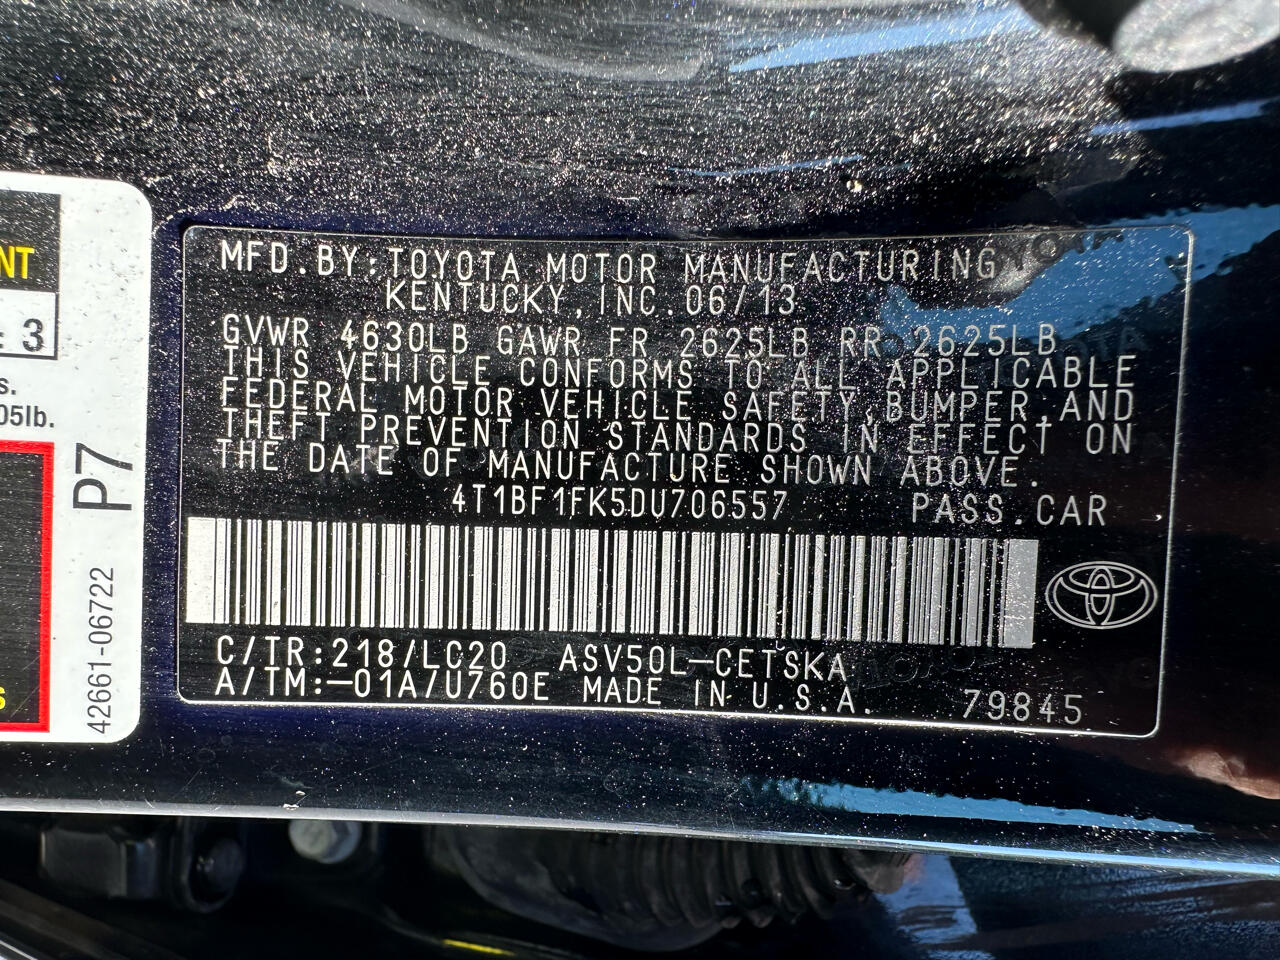 NT
: 3
s.
05lb.
P7
42661-06722
s
MFD.BY:TOYOTA MOTOR MANUFACTURING
KENTUCKY, INC. 06/13
GVWR 4630LB GAWR FR 2625LB RR 2625LB
THIS VEHICLE CONFORMS TO ALL APPLICABLE
FEDERAL MOTOR VEHICLE SAFETY, BUMPER, AND
THEFT PREVENTION STANDARDS IN EFFECT ON
THE DATE OF MANUFACTURE SHOWN ABOVE.
4T1BF1FK5DU706557 PASS.CAR
C/TR:218/LC20 ASV50L-CETSKA
A/TM:-01A/U760E MADE IN U.S.A. 79845